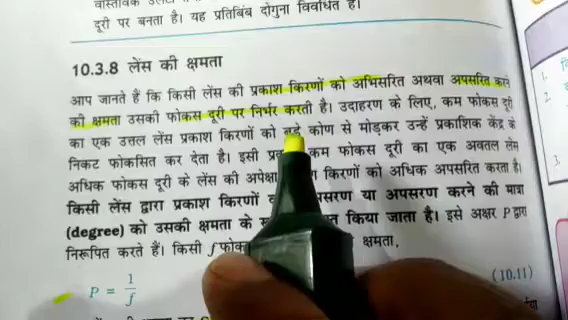 वास्तविक उलटा
दूरी पर बनता है। यह प्रतिबिंब दोगुना विवर्धित है।
10.3.8 लेंस की क्षमता
आप जानते हैं कि किसी लेंस की प्रकाश किरणों को अभिसरित अथवा अपसरित करने
की क्षमता उसकी फोकस दूरी पर निर्भर करती है। उदाहरण के लिए, कम फोकस दूरी
का एक उत्तल लेंस प्रकाश किरणों को बड़े कोण से मोड़कर उन्हें प्रकाशिक केंद्र के
निकट फोकसित कर देता है। इसी कम फोकस दूरी का एक अवतल लेंस
अधिक फोकस दूरी के लेंस की अपेक्षा किरणों को अधिक अपसरित करता है।
किसी लेंस द्वारा प्रकाश किरणों या अपसरण करने की मात्रा
(degree) को उसकी क्षमता के किया जाता है। इसे अक्षर P द्वारा
निरूपित करते हैं। किसी f क्षमता,
P = 1/f (10.11)